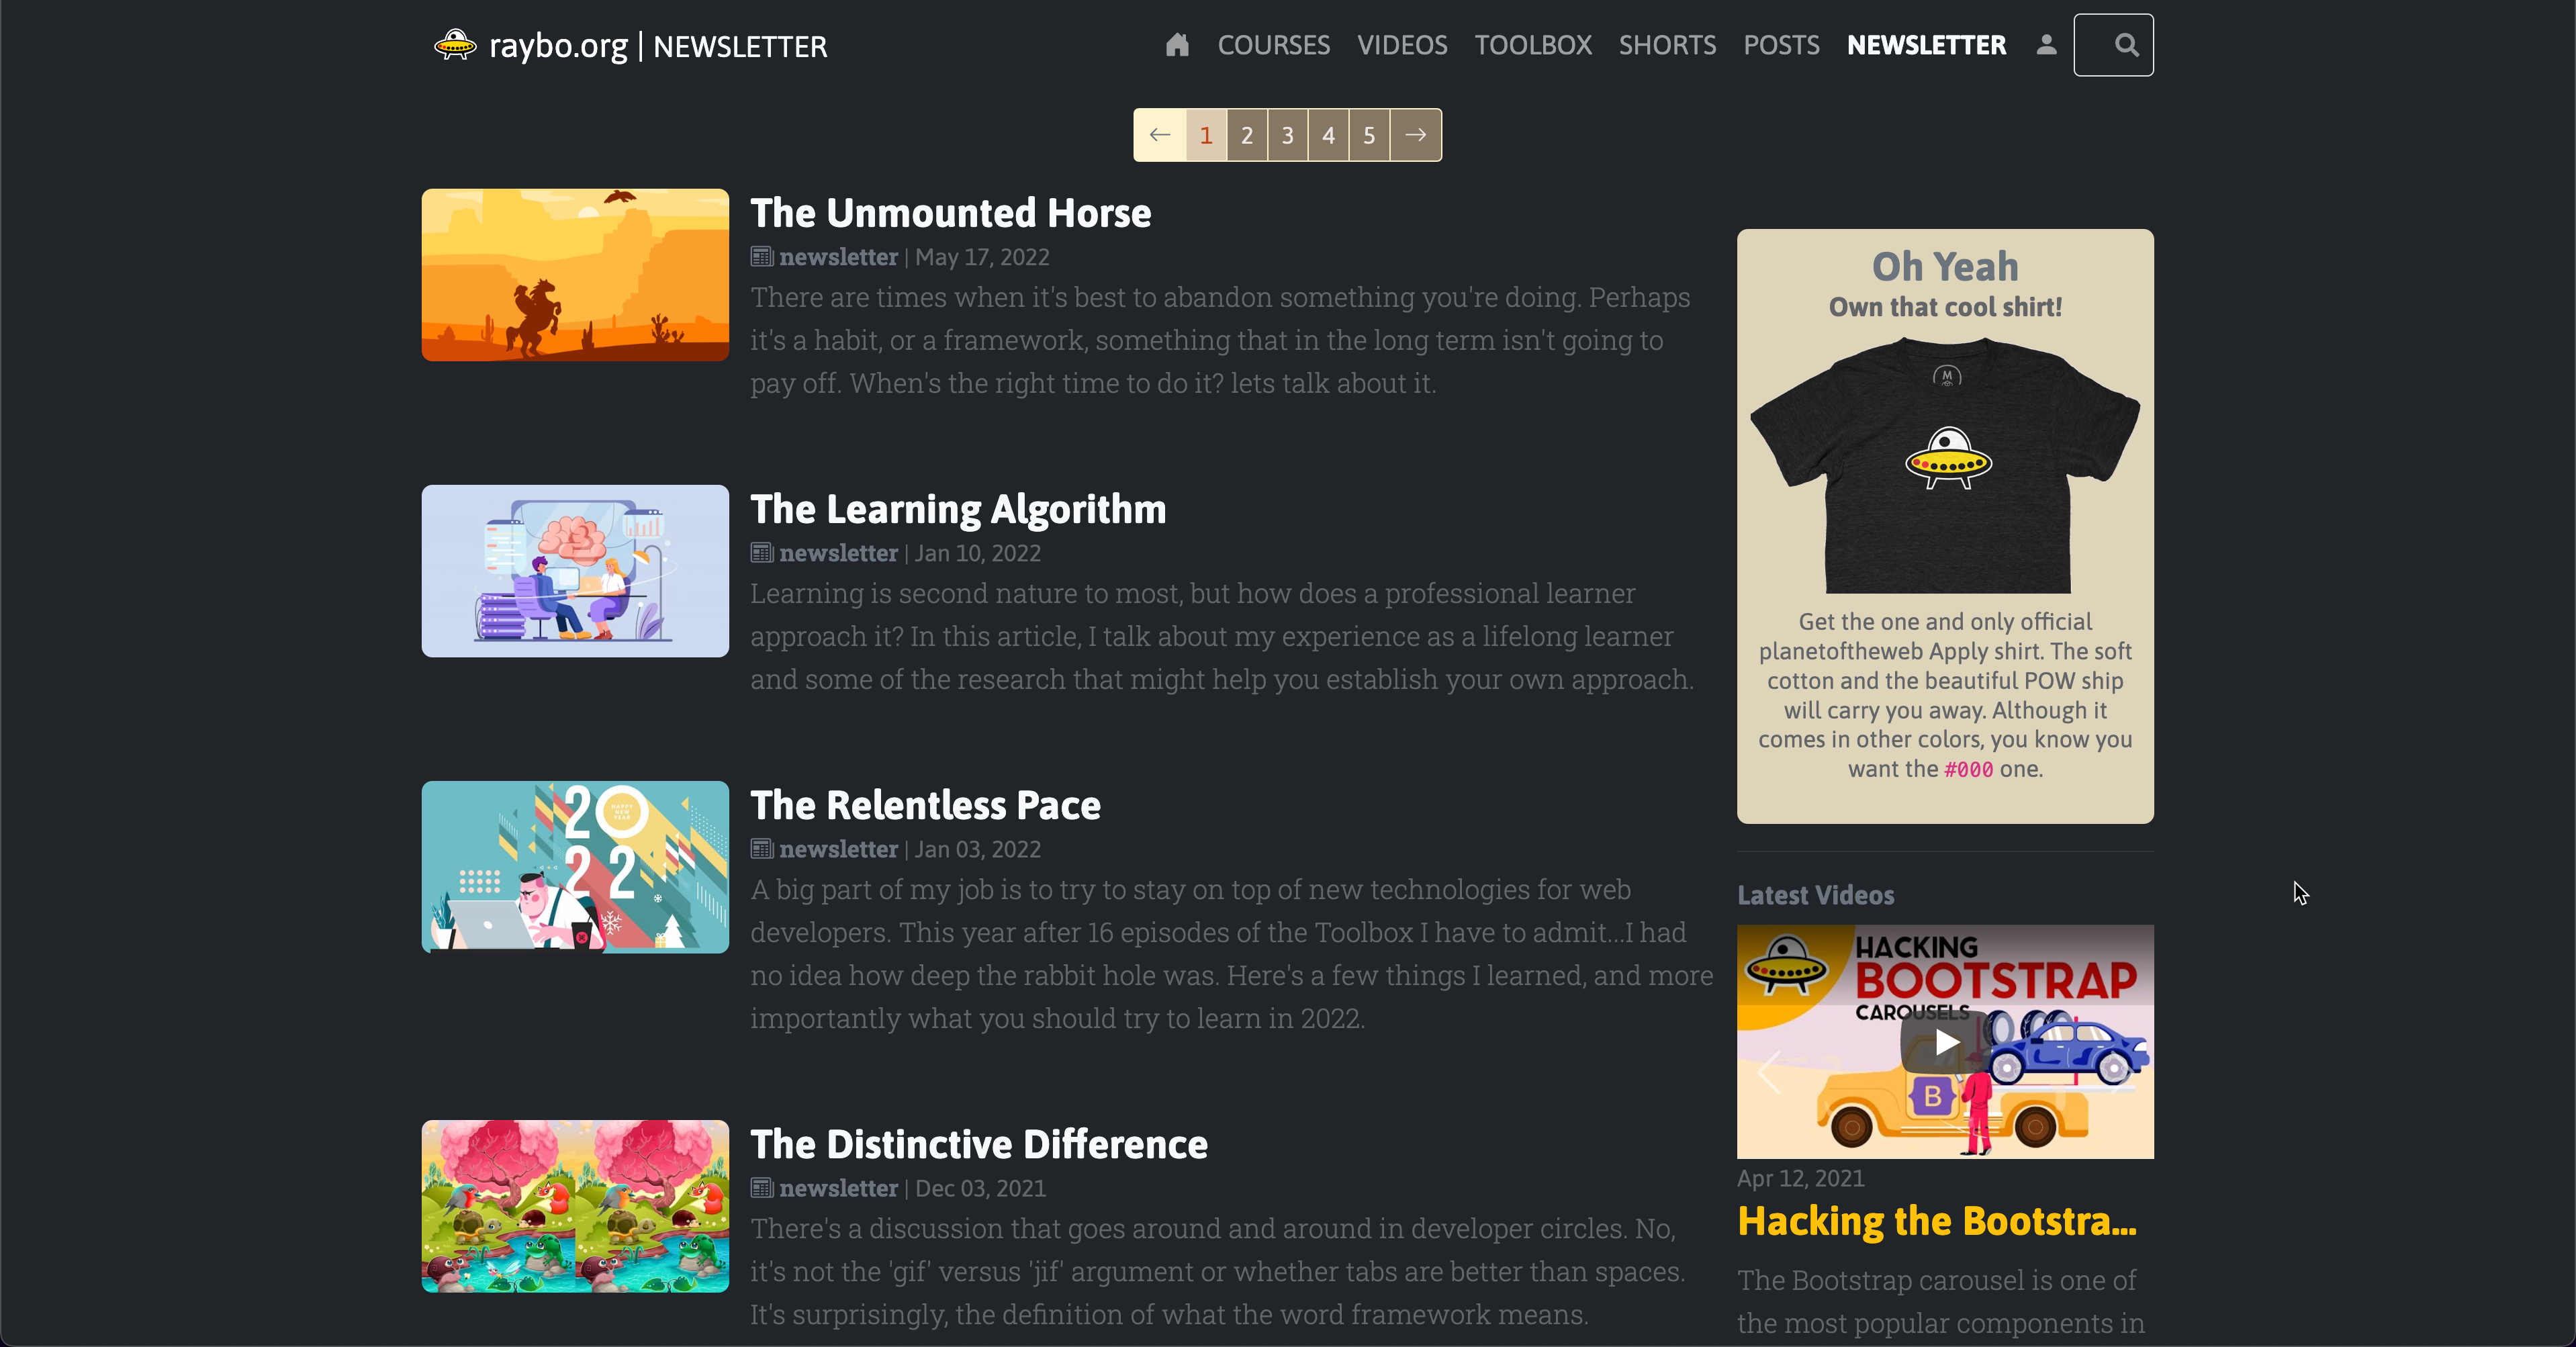 raybo.org | NEWSLETTER
COURSES VIDEOS TOOLBOX SHORTS POSTS NEWSLETTER
← 1 2 3 4 5 →
The Unmounted Horse
newsletter | May 17, 2022
There are times when it's best to abandon something you're doing. Perhaps
it's a habit, or a framework, something that in the long term isn't going to
pay off. When's the right time to do it? lets talk about it.
The Learning Algorithm
newsletter | Jan 10, 2022
Learning is second nature to most, but how does a professional learner
approach it? In this article, I talk about my experience as a lifelong learner
and some of the research that might help you establish your own approach.
20
HAPPY
NEW
YEAR
22
The Relentless Pace
newsletter | Jan 03, 2022
A big part of my job is to try to stay on top of new technologies for web
developers. This year after 16 episodes of the Toolbox I have to admit...I had
no idea how deep the rabbit hole was. Here's a few things I learned, and more
importantly what you should try to learn in 2022.
The Distinctive Difference
newsletter | Dec 03, 2021
There's a discussion that goes around and around in developer circles. No,
it's not the 'gif' versus 'jif' argument or whether tabs are better than spaces.
It's surprisingly, the definition of what the word framework means.
Oh Yeah
Own that cool shirt!
M
Get the one and only official
planetoftheweb Apply shirt. The soft
cotton and the beautiful POW ship
will carry you away. Although it
comes in other colors, you know you
want the #000 one.
Latest Videos
HACKING
BOOTSTRAP
CAROUSELS
B
Apr 12, 2021
Hacking the Bootstra...
The Bootstrap carousel is one of
the most popular components in